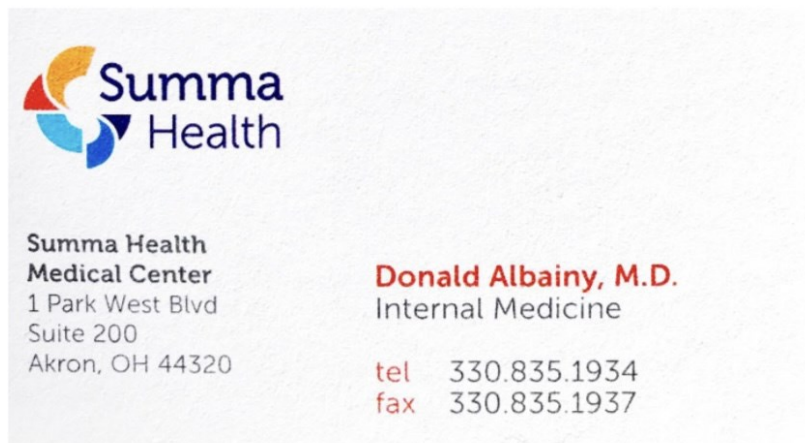 Summa
Health
Summa Health
Medical Center
1 Park West Blvd
Suite 200
Akron, OH 44320
Donald Albainy, M.D.
Internal Medicine
tel 330.835.1934
fax 330.835.1937